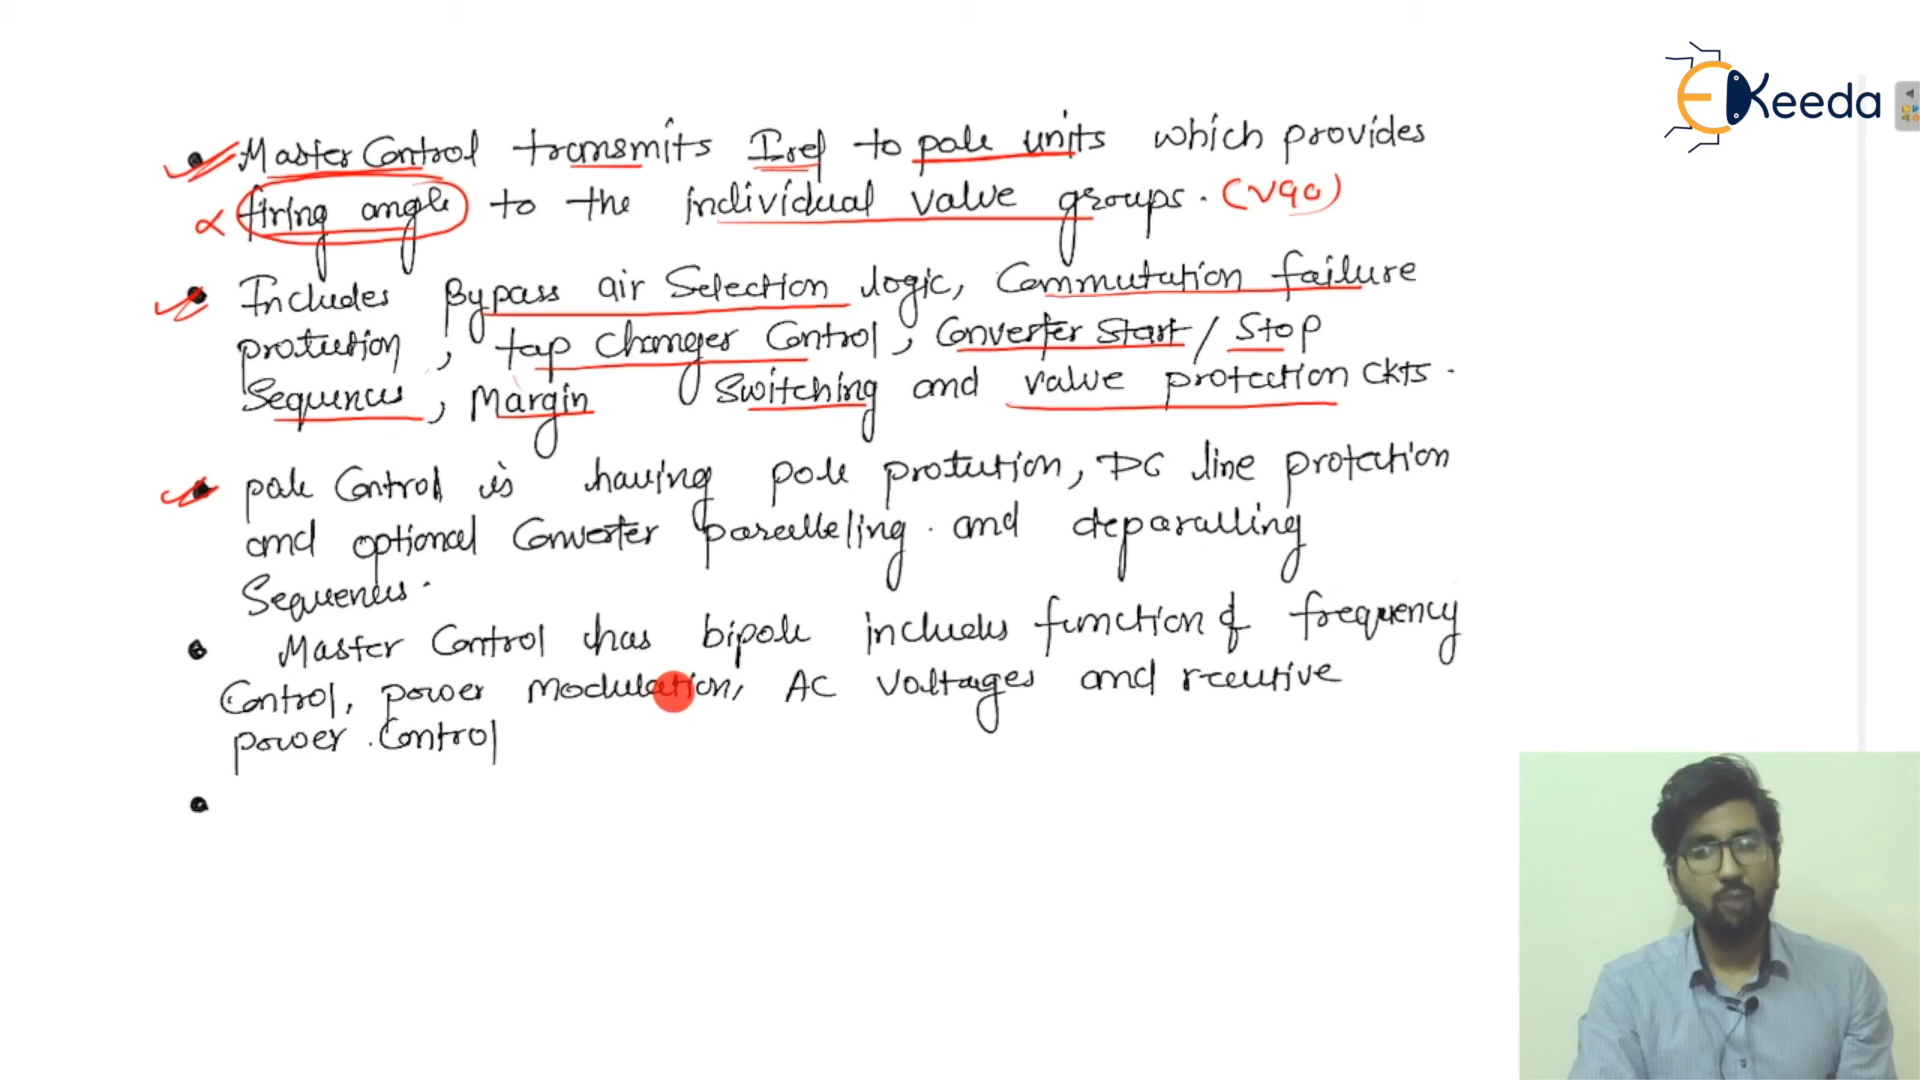 EKeeda
• Master Control transmits Iref to pole units which provides
∝ firing angle to the individual value groups. (Vgo)
• Includes Bypass air Selection logic, Commutation failure
protection, tap changer Control, Converter Start / Stop
Sequences, Margin Switching and value protection CKTS.
• pole Control is having pole protection, DC line protection
and optional Converter paralleling. and deparalling
Sequences.
• Master Control has bipole includes function of frequency
Control, power modulation, AC Voltages and reactive
power. Control
•